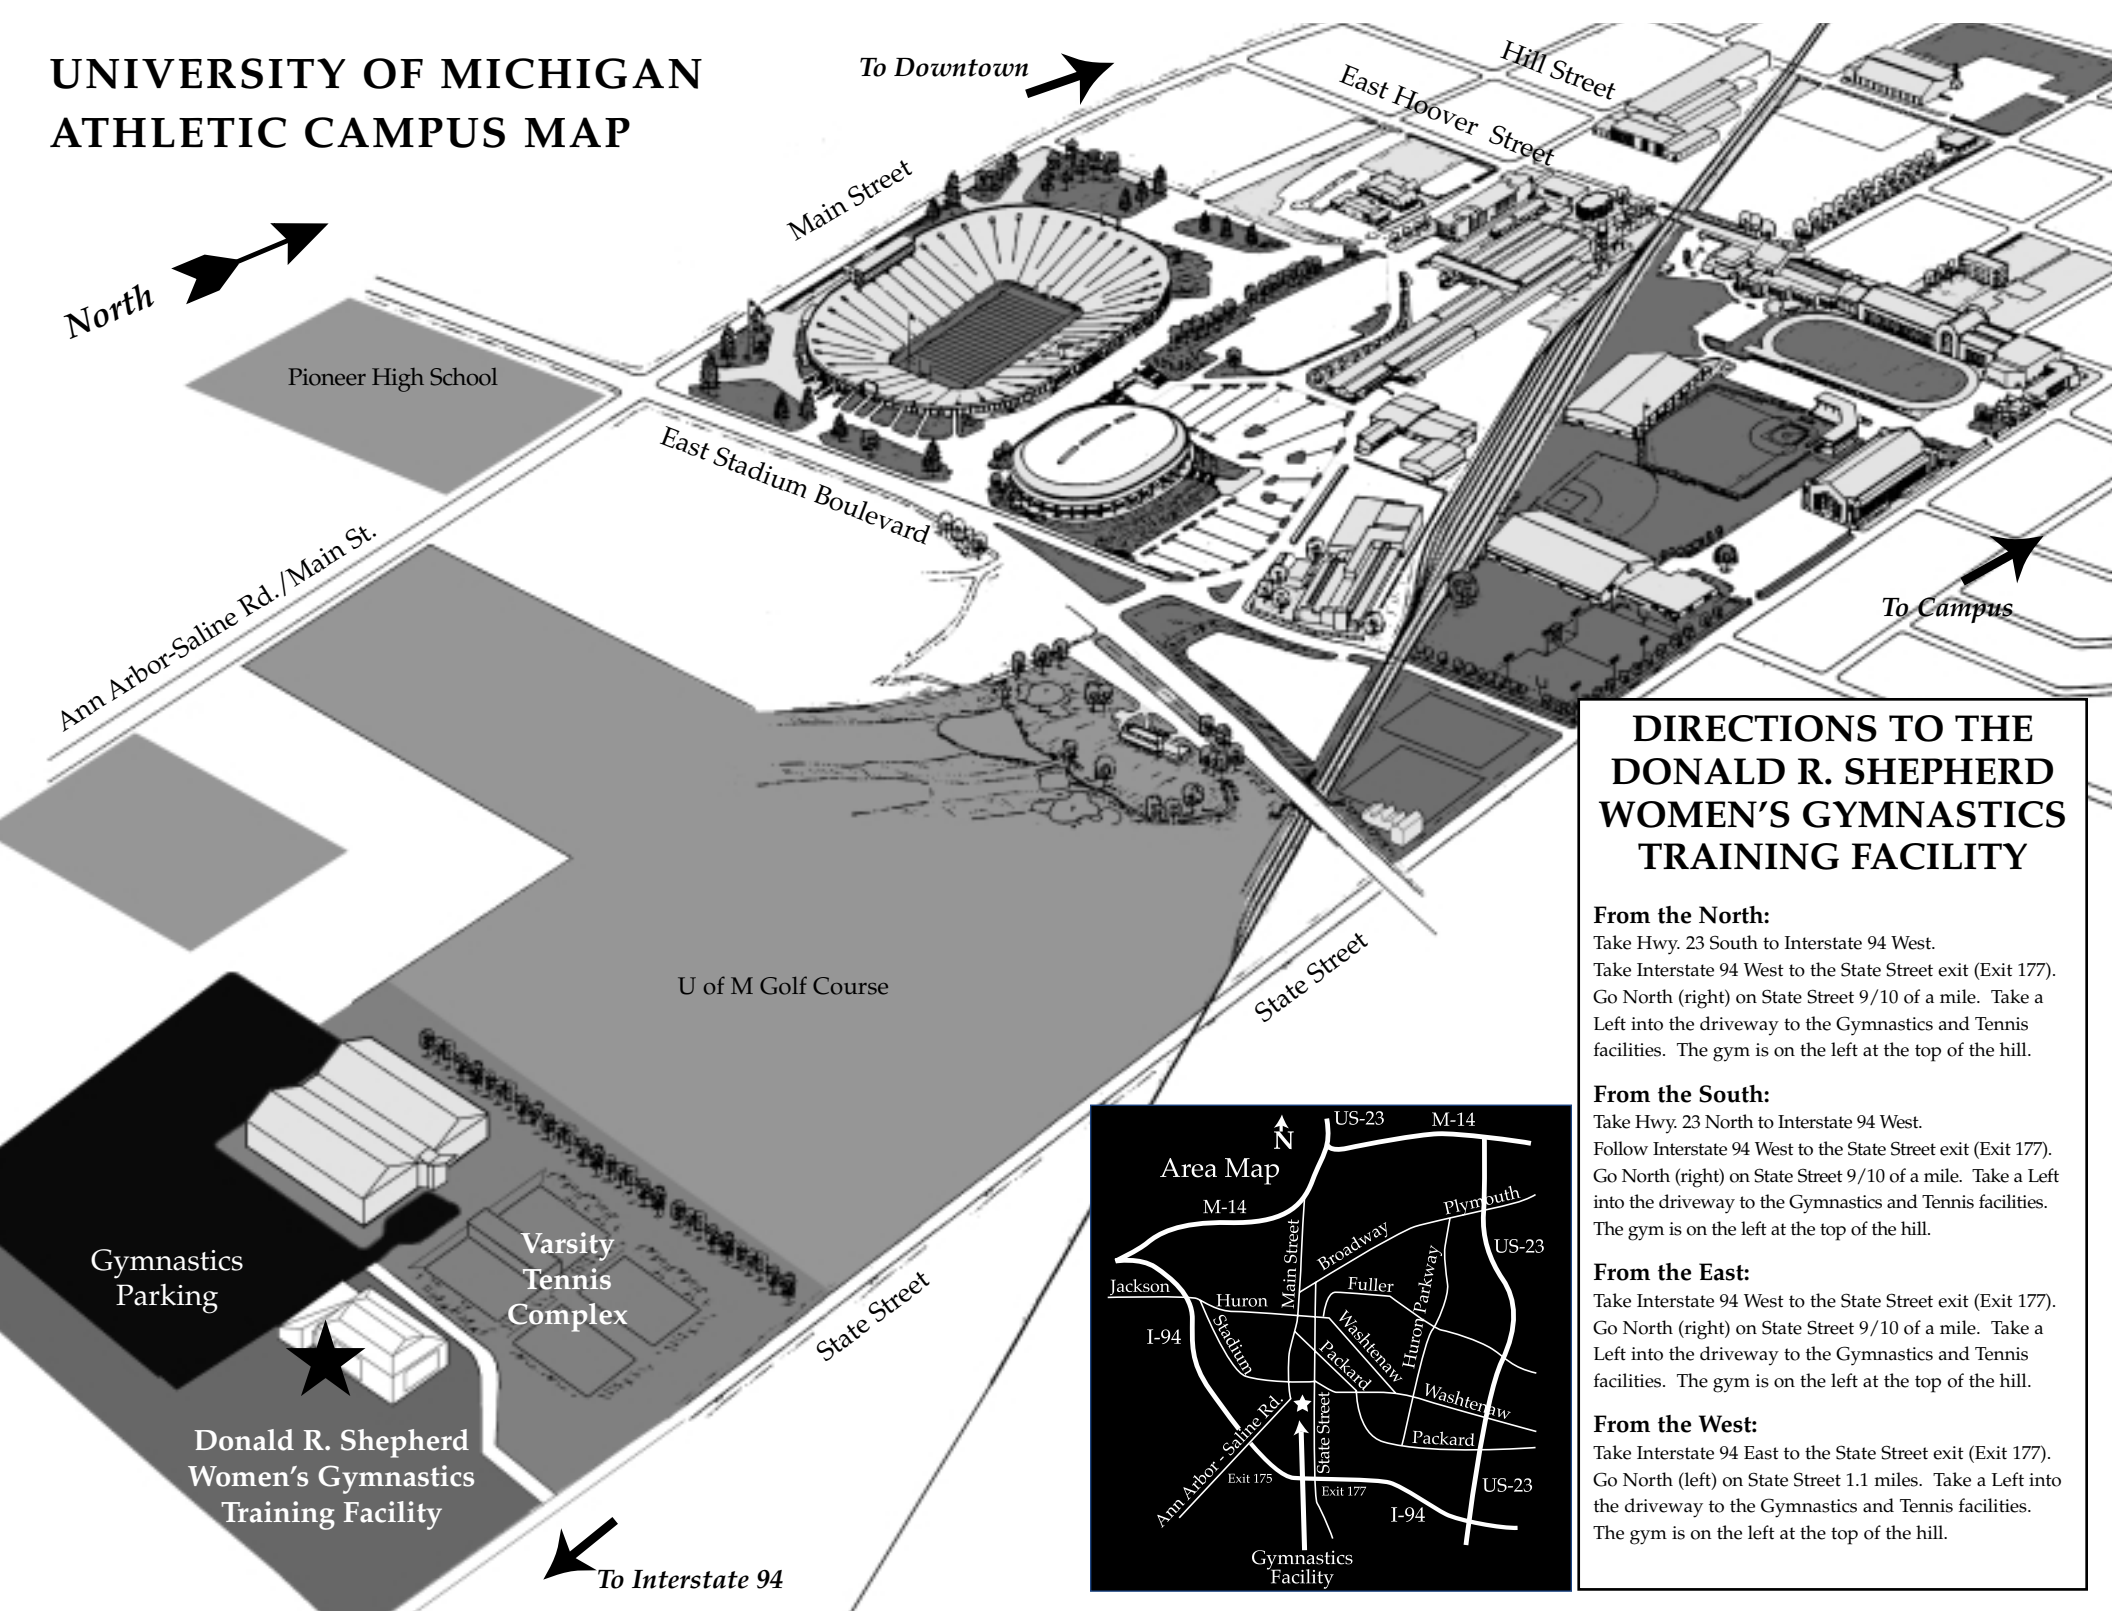 UNIVERSITY OF MICHIGAN
ATHLETIC CAMPUS MAP
To Downtown
Hill Street
East Hoover Street
Main Street
North
Pioneer High School
East Stadium Boulevard
Ann Arbor-Saline Rd./Main St.
To Campus
U of M Golf Course
State Street
Gymnastics
Parking
Varsity
Tennis
Complex
State Street
Donald R. Shepherd
Women's Gymnastics
Training Facility
To Interstate 94
DIRECTIONS TO THE
DONALD R. SHEPHERD
WOMEN'S GYMNASTICS
TRAINING FACILITY
From the North:
Take Hwy. 23 South to Interstate 94 West.
Take Interstate 94 West to the State Street exit (Exit 177).
Go North (right) on State Street 9/10 of a mile. Take a
Left into the driveway to the Gymnastics and Tennis
facilities. The gym is on the left at the top of the hill.
From the South:
Take Hwy. 23 North to Interstate 94 West.
Follow Interstate 94 West to the State Street exit (Exit 177).
Go North (right) on State Street 9/10 of a mile. Take a Left
into the driveway to the Gymnastics and Tennis facilities.
The gym is on the left at the top of the hill.
From the East:
Take Interstate 94 West to the State Street exit (Exit 177).
Go North (right) on State Street 9/10 of a mile. Take a
Left into the driveway to the Gymnastics and Tennis
facilities. The gym is on the left at the top of the hill.
From the West:
Take Interstate 94 East to the State Street exit (Exit 177).
Go North (left) on State Street 1.1 miles. Take a Left into
the driveway to the Gymnastics and Tennis facilities.
The gym is on the left at the top of the hill.
US-23
M-14
N
Area Map
M-14
Plymouth
Main Street
Broadway
US-23
Jackson
Huron
Fuller
Huron Parkway
I-94
Stadium
Washtenaw
Packard
Washtenaw
Ann Arbor - Saline Rd.
State Street
Packard
Exit 175
Exit 177
US-23
I-94
Gymnastics
Facility